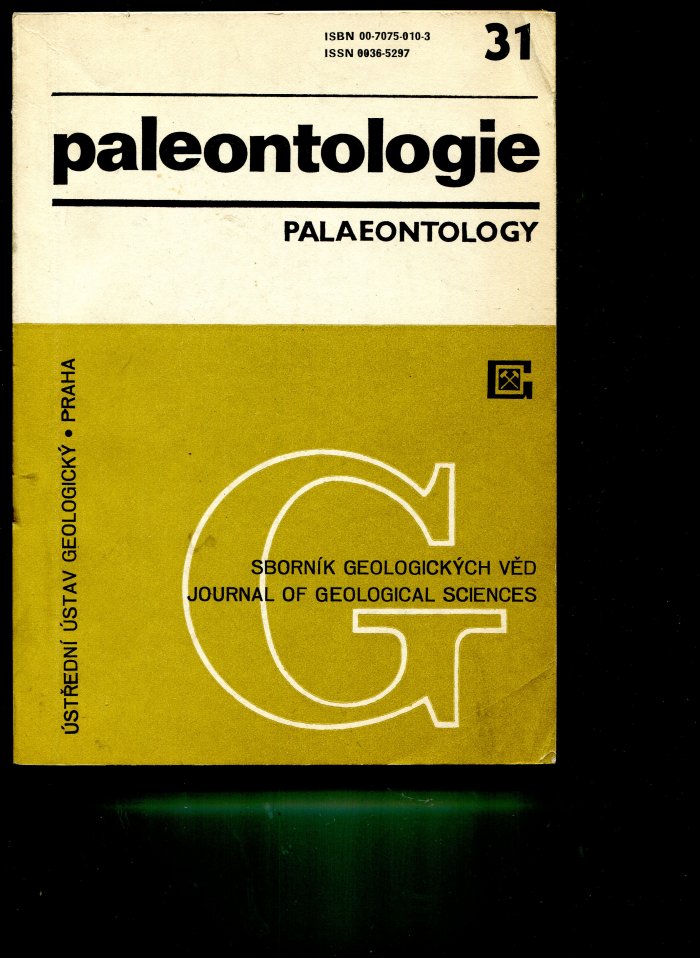 ISBN 00-7075-010-3
ISSN 0036-5297
31
paleontologie
PALAEONTOLOGY
ÚSTŘEDNÍ ÚSTAV GEOLOGICKÝ • PRAHA
G
SBORNÍK GEOLOGICKÝCH VĚD
JOURNAL OF GEOLOGICAL SCIENCES
G